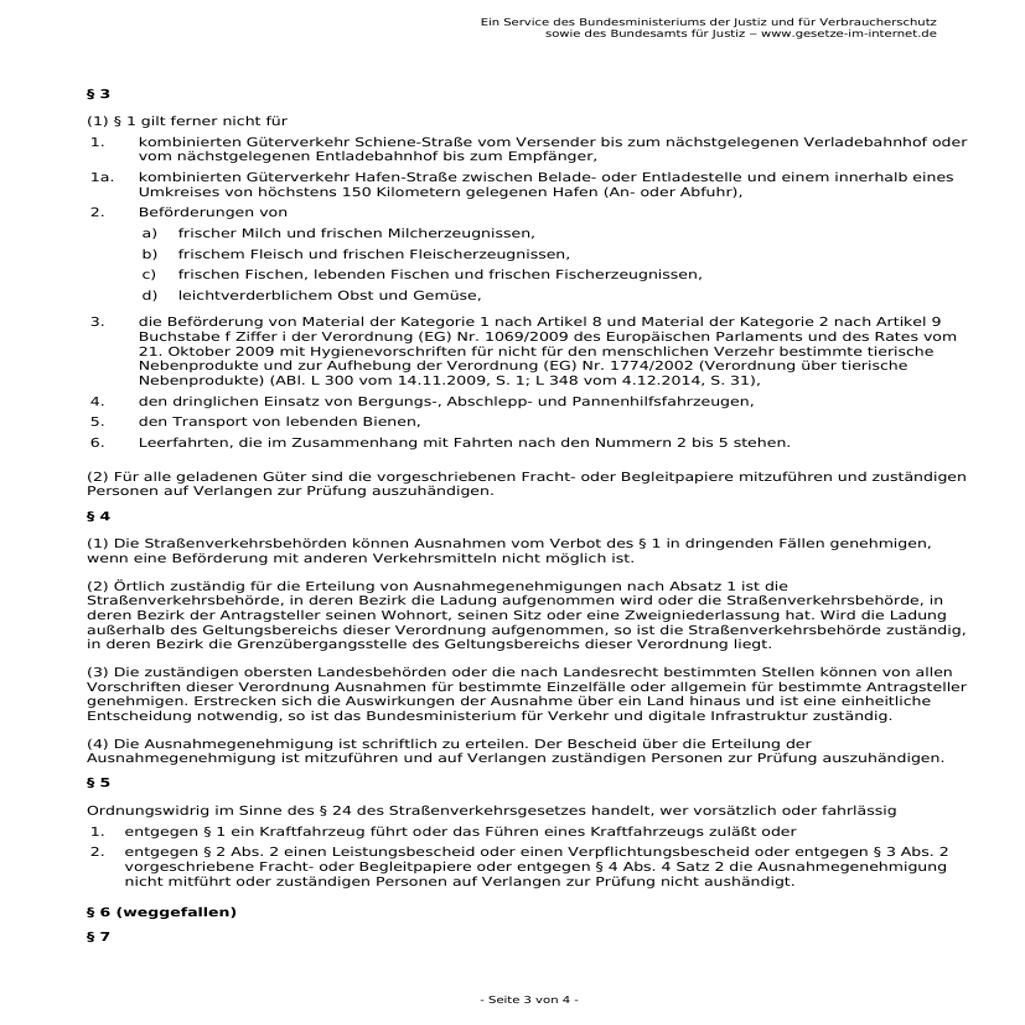 Ein Service des Bundesministeriums der Justiz und für Verbraucherschutz
sowie des Bundesamts für Justiz ‒ www.gesetze-im-internet.de
§ 3
(1) § 1 gilt ferner nicht für
1. kombinierten Güterverkehr Schiene-Straße vom Versender bis zum nächstgelegenen Verladebahnhof oder
vom nächstgelegenen Entladebahnhof bis zum Empfänger,
1a. kombinierten Güterverkehr Hafen-Straße zwischen Belade- oder Entladestelle und einem innerhalb eines
Umkreises von höchstens 150 Kilometern gelegenen Hafen (An- oder Abfuhr),
2. Beförderungen von
a) frischer Milch und frischen Milcherzeugnissen,
b) frischem Fleisch und frischen Fleischerzeugnissen,
c) frischen Fischen, lebenden Fischen und frischen Fischerzeugnissen,
d) leichtverderblichem Obst und Gemüse,
3. die Beförderung von Material der Kategorie 1 nach Artikel 8 und Material der Kategorie 2 nach Artikel 9
Buchstabe f Ziffer i der Verordnung (EG) Nr. 1069/2009 des Europäischen Parlaments und des Rates vom
21. Oktober 2009 mit Hygienevorschriften für nicht für den menschlichen Verzehr bestimmte tierische
Nebenprodukte und zur Aufhebung der Verordnung (EG) Nr. 1774/2002 (Verordnung über tierische
Nebenprodukte) (ABl. L 300 vom 14.11.2009, S. 1; L 348 vom 4.12.2014, S. 31),
4. den dringlichen Einsatz von Bergungs-, Abschlepp- und Pannenhilfsfahrzeugen,
5. den Transport von lebenden Bienen,
6. Leerfahrten, die im Zusammenhang mit Fahrten nach den Nummern 2 bis 5 stehen.
(2) Für alle geladenen Güter sind die vorgeschriebenen Fracht- oder Begleitpapiere mitzuführen und zuständigen
Personen auf Verlangen zur Prüfung auszuhändigen.
§ 4
(1) Die Straßenverkehrsbehörden können Ausnahmen vom Verbot des § 1 in dringenden Fällen genehmigen,
wenn eine Beförderung mit anderen Verkehrsmitteln nicht möglich ist.
(2) Örtlich zuständig für die Erteilung von Ausnahmegenehmigungen nach Absatz 1 ist die
Straßenverkehrsbehörde, in deren Bezirk die Ladung aufgenommen wird oder die Straßenverkehrsbehörde, in
deren Bezirk der Antragsteller seinen Wohnort, seinen Sitz oder eine Zweigniederlassung hat. Wird die Ladung
außerhalb des Geltungsbereichs dieser Verordnung aufgenommen, so ist die Straßenverkehrsbehörde zuständig,
in deren Bezirk die Grenzübergangsstelle des Geltungsbereichs dieser Verordnung liegt.
(3) Die zuständigen obersten Landesbehörden oder die nach Landesrecht bestimmten Stellen können von allen
Vorschriften dieser Verordnung Ausnahmen für bestimmte Einzelfälle oder allgemein für bestimmte Antragsteller
genehmigen. Erstrecken sich die Auswirkungen der Ausnahme über ein Land hinaus und ist eine einheitliche
Entscheidung notwendig, so ist das Bundesministerium für Verkehr und digitale Infrastruktur zuständig.
(4) Die Ausnahmegenehmigung ist schriftlich zu erteilen. Der Bescheid über die Erteilung der
Ausnahmegenehmigung ist mitzuführen und auf Verlangen zuständigen Personen zur Prüfung auszuhändigen.
§ 5
Ordnungswidrig im Sinne des § 24 des Straßenverkehrsgesetzes handelt, wer vorsätzlich oder fahrlässig
1. entgegen § 1 ein Kraftfahrzeug führt oder das Führen eines Kraftfahrzeugs zuläßt oder
2. entgegen § 2 Abs. 2 einen Leistungsbescheid oder einen Verpflichtungsbescheid oder entgegen § 3 Abs. 2
vorgeschriebene Fracht- oder Begleitpapiere oder entgegen § 4 Abs. 4 Satz 2 die Ausnahmegenehmigung
nicht mitführt oder zuständigen Personen auf Verlangen zur Prüfung nicht aushändigt.
§ 6 (weggefallen)
§ 7
- Seite 3 von 4 -